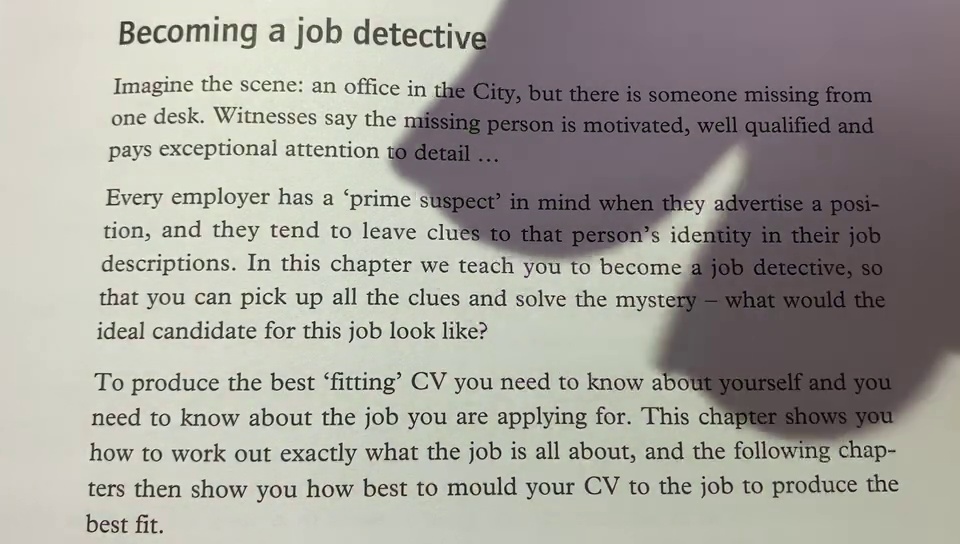 Becoming a job detective
Imagine the scene: an office in the City, but there is someone missing from
one desk. Witnesses say the missing person is motivated, well qualified and
pays exceptional attention to detail …
Every employer has a ‘prime suspect’ in mind when they advertise a posi-
tion, and they tend to leave clues to that person’s identity in their job
descriptions. In this chapter we teach you to become a job detective, so
that you can pick up all the clues and solve the mystery – what would the
ideal candidate for this job look like?
To produce the best ‘fitting’ CV you need to know about yourself and you
need to know about the job you are applying for. This chapter shows you
how to work out exactly what the job is all about, and the following chap-
ters then show you how best to mould your CV to the job to produce the
best fit.